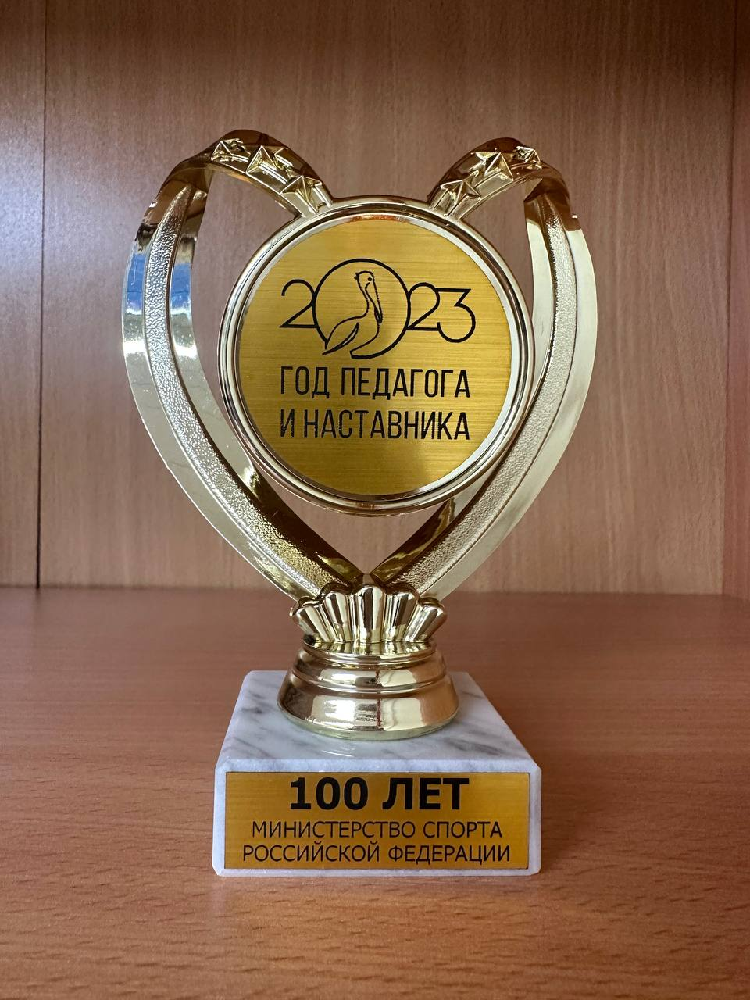 2023
ГОД ПЕДАГОГА
И НАСТАВНИКА
100 ЛЕТ
МИНИСТЕРСТВО СПОРТА
РОССИЙСКОЙ ФЕДЕРАЦИИ